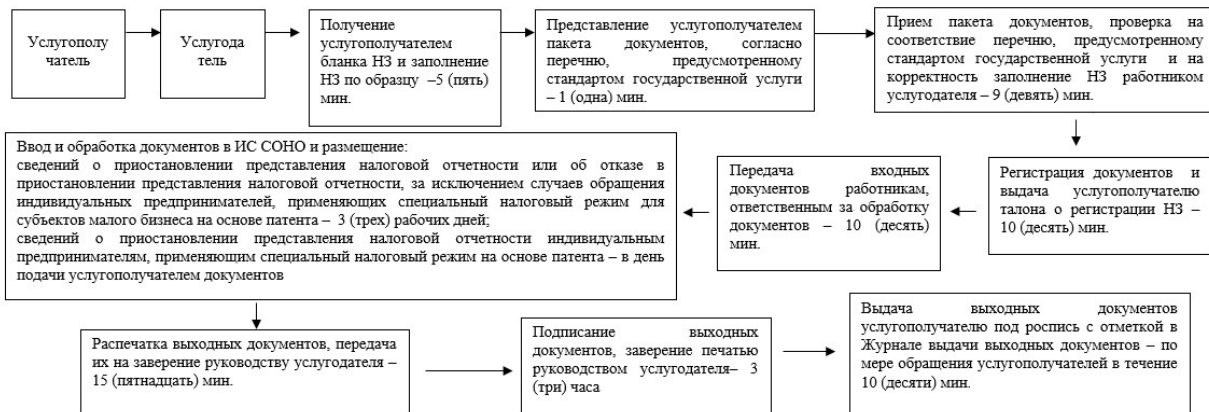 Услугополу
чатель
Услугода
тель
Получение
услугополучателем
бланка НЗ и заполнение
НЗ по образцу –5 (пять)
мин.
Представление услугополучателем
пакета документов, согласно
перечню, предусмотренному
стандартом государственной услуги
– 1 (одна) мин.
Прием пакета документов, проверка на
соответствие перечню, предусмотренному
стандартом государственной услуги и на
корректность заполнение НЗ работником
услугодателя – 9 (девять) мин.
Регистрация документов и
выдача услугополучателю
талона о регистрации НЗ –
10 (десять) мин.
Передача входных
документов работникам,
ответственным за обработку
документов – 10 (десять)
мин.
Ввод и обработка документов в ИС СОНО и размещение:
сведений о приостановлении представления налоговой отчетности или об отказе в
приостановлении представления налоговой отчетности, за исключением случаев обращения
индивидуальных предпринимателей, применяющих специальный налоговый режим для
субъектов малого бизнеса на основе патента – 3 (трех) рабочих дней;
сведений о приостановлении представления налоговой отчетности индивидуальным
предпринимателям, применяющим специальный налоговый режим на основе патента – в день
подачи услугополучателем документов
Распечатка выходных документов, передача
их на заверение руководству услугодателя –
15 (пятнадцать) мин.
Подписание выходных
документов, заверение печатью
руководством услугодателя– 3
(три) часа
Выдача выходных документов
услугополучателю под роспись с отметкой в
Журнале выдачи выходных документов – по
мере обращения услугополучателей в течение
10 (десяти) мин.